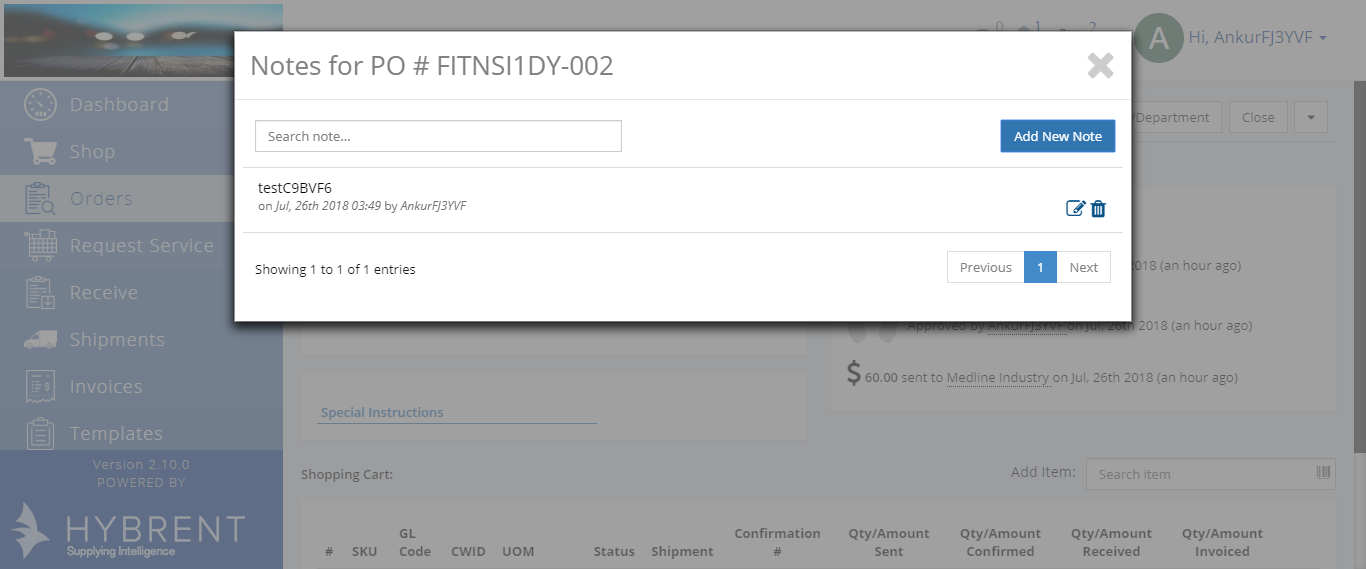 0 1 2
A Hi, AnkurFJ3YVF
Notes for PO # FITNSI1DY-002
Search note...
Add New Note
/Department
Close
testC9BVF6
on Jul, 26th 2018 03:49 by AnkurFJ3YVF
Showing 1 to 1 of 1 entries
Previous 1 Next
Dashboard
Shop
Orders
Request Service
Receive
Shipments
Invoices
Templates
Version 2.10.0
POWERED BY
HYBRENT
Supplying Intelligence
2018 (an hour ago)
Approved by AnkurFJ3YVF on Jul, 26th 2018 (an hour ago)
$ 60.00 sent to Medline Industry on Jul, 26th 2018 (an hour ago)
Special Instructions
Shopping Cart:
Add Item: Search item
# SKU GL Code CWID UOM Status Shipment Confirmation # Qty/Amount Sent Qty/Amount Confirmed Qty/Amount Received Qty/Amount Invoiced